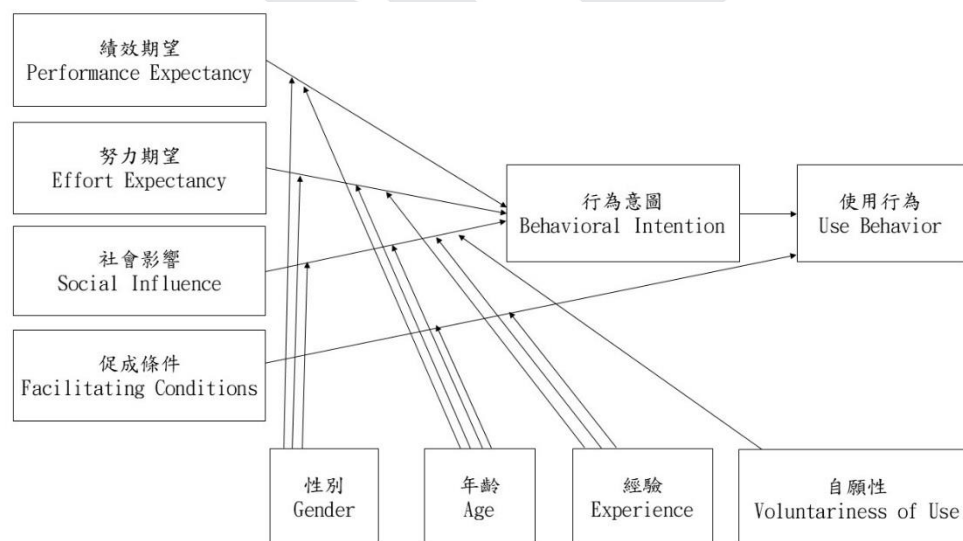 績效期望
Performance Expectancy
努力期望
Effort Expectancy
社會影響
Social Influence
促成條件
Facilitating Conditions
行為意圖
Behavioral Intention
使用行為
Use Behavior
性別
Gender
年齡
Age
經驗
Experience
自願性
Voluntariness of Use